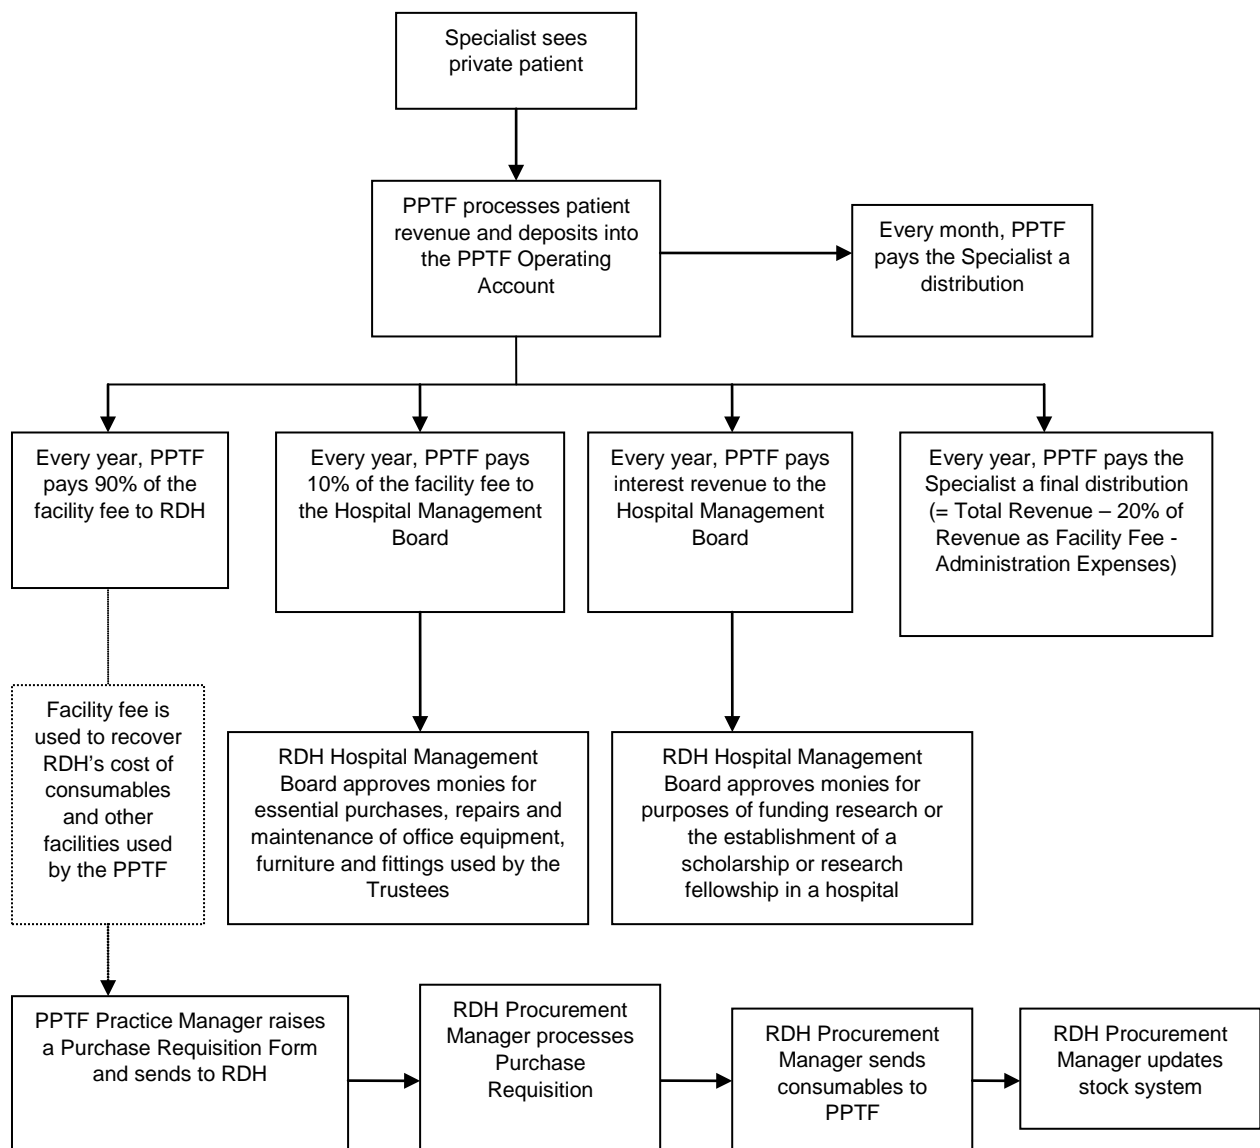 Specialist sees
private patient
PPTF processes patient
revenue and deposits into
the PPTF Operating
Account
Every month, PPTF
pays the Specialist a
distribution
Every year, PPTF
pays 90% of the
facility fee to RDH
Every year, PPTF pays
10% of the facility fee to
the Hospital Management
Board
Every year, PPTF pays
interest revenue to the
Hospital Management
Board
Every year, PPTF pays the
Specialist a final distribution
(= Total Revenue – 20% of
Revenue as Facility Fee -
Administration Expenses)
Facility fee is
used to recover
RDH's cost of
consumables
and other
facilities used
by the PPTF
RDH Hospital Management
Board approves monies for
essential purchases, repairs and
maintenance of office equipment,
furniture and fittings used by the
Trustees
RDH Hospital Management
Board approves monies for
purposes of funding research or
the establishment of a
scholarship or research
fellowship in a hospital
PPTF Practice Manager raises
a Purchase Requisition Form
and sends to RDH
RDH Procurement
Manager processes
Purchase
Requisition
RDH Procurement
Manager sends
consumables to
PPTF
RDH Procurement
Manager updates
stock system